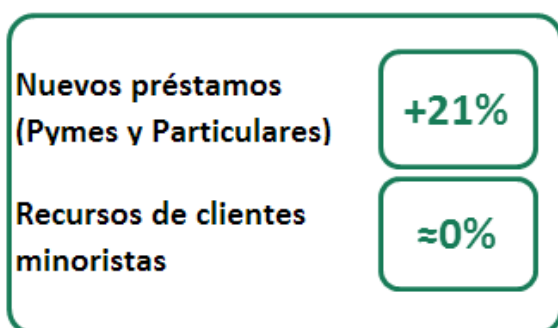 Nuevos préstamos
(Pymes y Particulares)
+21%
Recursos de clientes
minoristas
≈0%